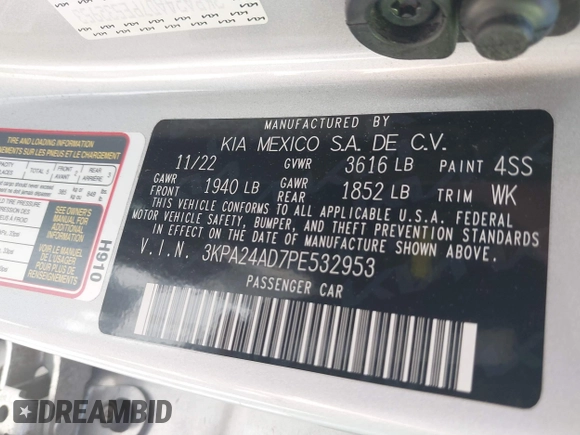 MANUFACTURED BY
KIA MEXICO S.A. DE C.V.
11/22 GVWR 3616 LB PAINT 4SS
GAWR FRONT 1940 LB GAWR REAR 1852 LB TRIM WK
THIS VEHICLE CONFORMS TO ALL APPLICABLE U.S.A. FEDERAL
MOTOR VEHICLE SAFETY, BUMPER, AND THEFT PREVENTION STANDARDS
IN EFFECT ON THE DATE OF MANUFACTURE SHOWN ABOVE.
V.I.N. 3KPA24AD7PE532953
PASSENGER CAR
TIRE AND LOADING INFORMATION
SEE OWNER'S
MANUAL FOR
ADDITIONAL
INFORMATION
H910
DREAMBID